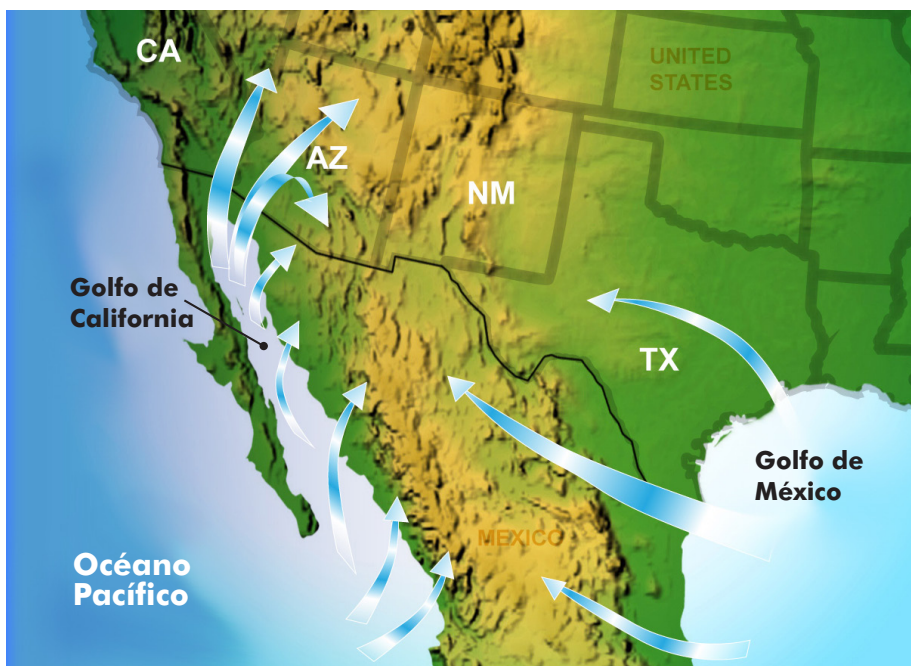 CA
UNITED
STATES
AZ
NM
Golfo de
California
TX
Golfo de
México
MEXICO
Océano
Pacífico